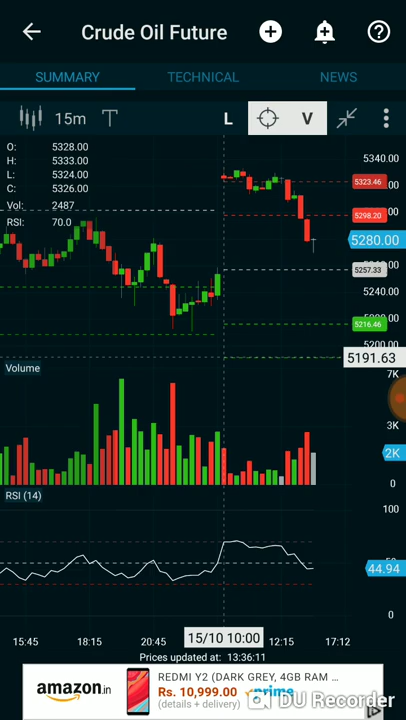 Crude Oil Future
SUMMARY TECHNICAL NEWS
15m T L V
O: 5328.00
H: 5333.00
L: 5324.00
C: 5326.00
Vol: 2487
RSI: 70.0
5340.00
5323.46
5298.20
5280.00
5257.33
5240.00
5216.46
5200.00
5191.63
Volume
7K
3K
2K
0
RSI (14)
100
44.94
0
15:45 18:15 20:45 15/10 10:00 12:15 17:12
Prices updated at: 13:36:11
amazon.in
REDMI Y2 (DARK GREY, 4GB RAM ...
Rs. 10,999.00 prime
(details + delivery)
DU Recorder